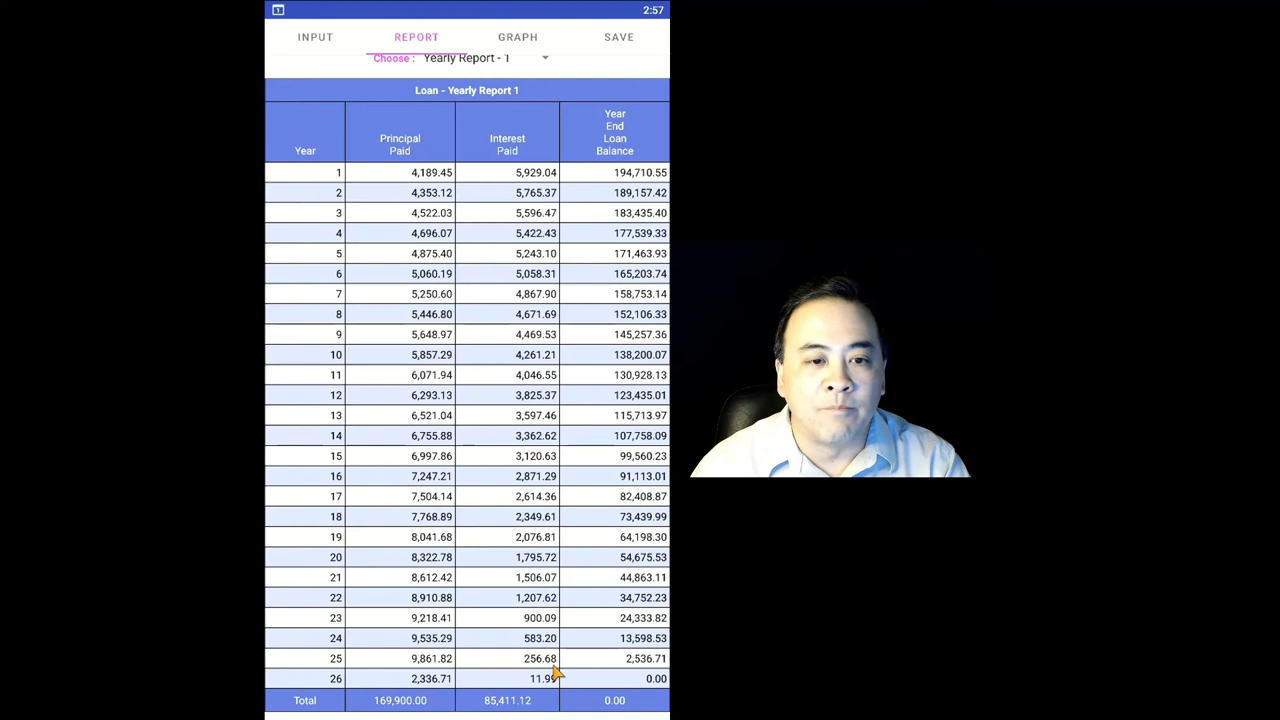 1
2:57
INPUT REPORT GRAPH SAVE
Choose : Yearly Report - 1
Loan - Yearly Report 1
Year Principal Paid Interest Paid Year End Loan Balance
1 4,189.45 5,929.04 194,710.55
2 4,353.12 5,765.37 189,157.42
3 4,522.03 5,596.47 183,435.40
4 4,696.07 5,422.43 177,539.33
5 4,875.40 5,243.10 171,463.93
6 5,060.19 5,058.31 165,203.74
7 5,250.60 4,867.90 158,753.14
8 5,446.80 4,671.69 152,106.33
9 5,648.97 4,469.53 145,257.36
10 5,857.29 4,261.21 138,200.07
11 6,071.94 4,046.55 130,928.13
12 6,293.13 3,825.37 123,435.01
13 6,521.04 3,597.46 115,713.97
14 6,755.88 3,362.62 107,758.09
15 6,997.86 3,120.63 99,560.23
16 7,247.21 2,871.29 91,113.01
17 7,504.14 2,614.36 82,408.87
18 7,768.89 2,349.61 73,439.99
19 8,041.68 2,076.81 64,198.30
20 8,322.78 1,795.72 54,675.53
21 8,612.42 1,506.07 44,863.11
22 8,910.88 1,207.62 34,752.23
23 9,218.41 900.09 24,333.82
24 9,535.29 583.20 13,598.53
25 9,861.82 256.68 2,536.71
26 2,336.71 11.99 0.00
Total 169,900.00 85,411.12 0.00